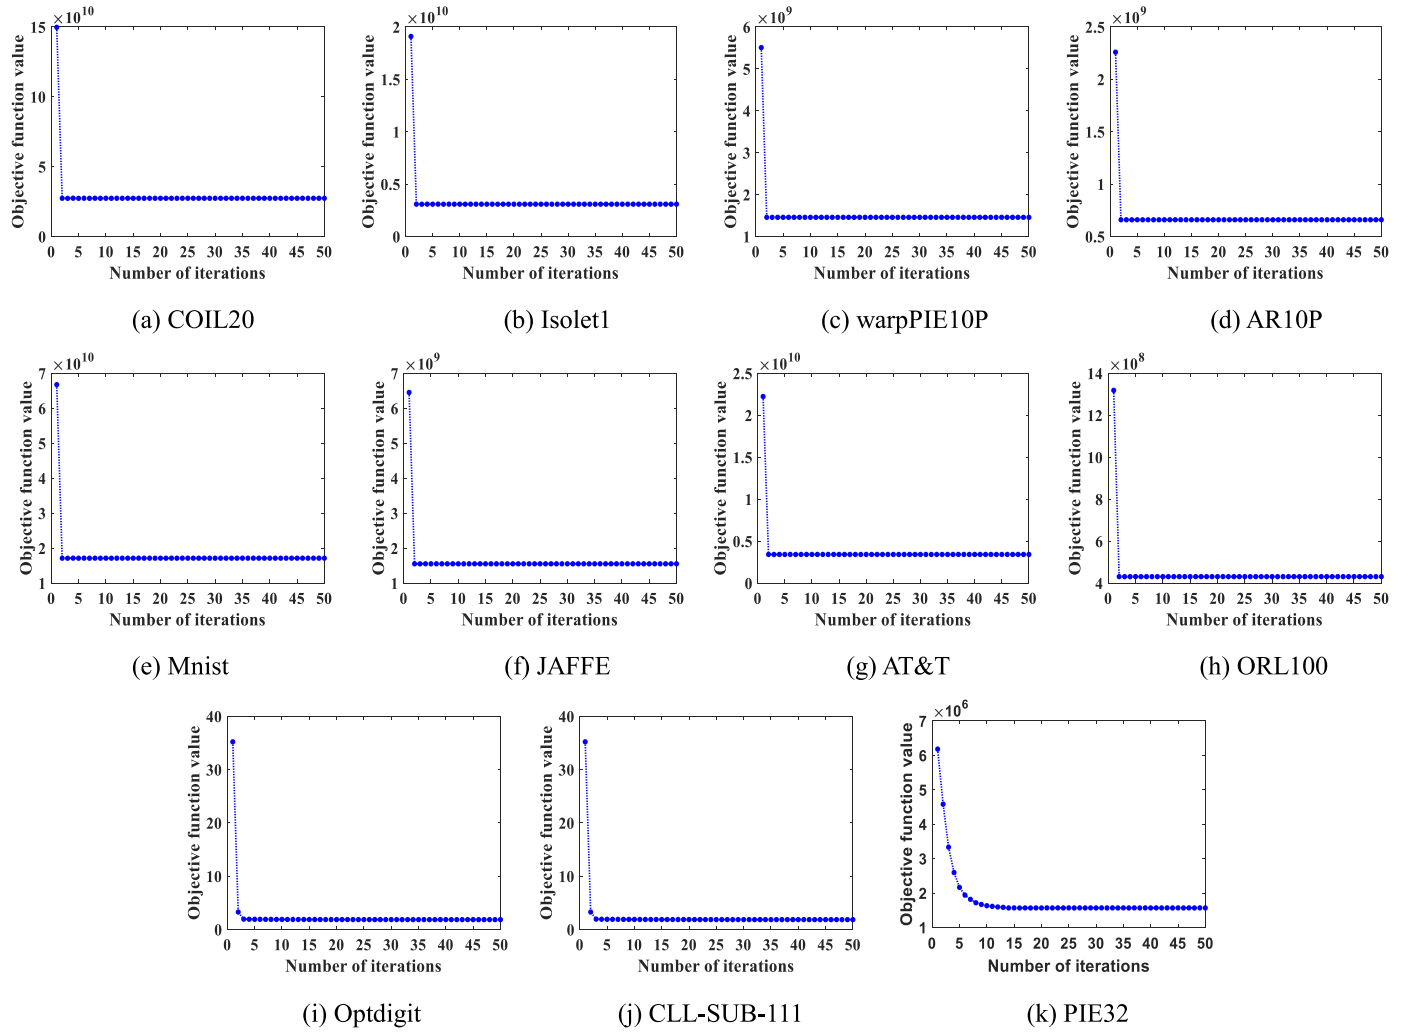 ×10^10
Objective function value
15
10
5
0
0 5 10 15 20 25 30 35 40 45 50
Number of iterations
(a) COIL20
×10^10
Objective function value
2
1.5
1
0.5
0
0 5 10 15 20 25 30 35 40 45 50
Number of iterations
(b) Isolet1
×10^9
Objective function value
6
5
4
3
2
1
0 5 10 15 20 25 30 35 40 45 50
Number of iterations
(c) warpPIE10P
×10^9
Objective function value
2.5
2
1.5
1
0.5
0 5 10 15 20 25 30 35 40 45 50
Number of iterations
(d) AR10P
×10^10
Objective function value
7
6
5
4
3
2
1
0 5 10 15 20 25 30 35 40 45 50
Number of iterations
(e) Mnist
×10^9
Objective function value
7
6
5
4
3
2
1
0 5 10 15 20 25 30 35 40 45 50
Number of iterations
(f) JAFFE
×10^10
Objective function value
2.5
2
1.5
1
0.5
0
0 5 10 15 20 25 30 35 40 45 50
Number of iterations
(g) AT&T
×10^8
Objective function value
14
12
10
8
6
4
0 5 10 15 20 25 30 35 40 45 50
Number of iterations
(h) ORL100
Objective function value
40
30
20
10
0
0 5 10 15 20 25 30 35 40 45 50
Number of iterations
(i) Optdigit
Objective function value
40
30
20
10
0
0 5 10 15 20 25 30 35 40 45 50
Number of iterations
(j) CLL-SUB-111
×10^6
Objective function value
7
6
5
4
3
2
1
0 5 10 15 20 25 30 35 40 45 50
Number of iterations
(k) PIE32